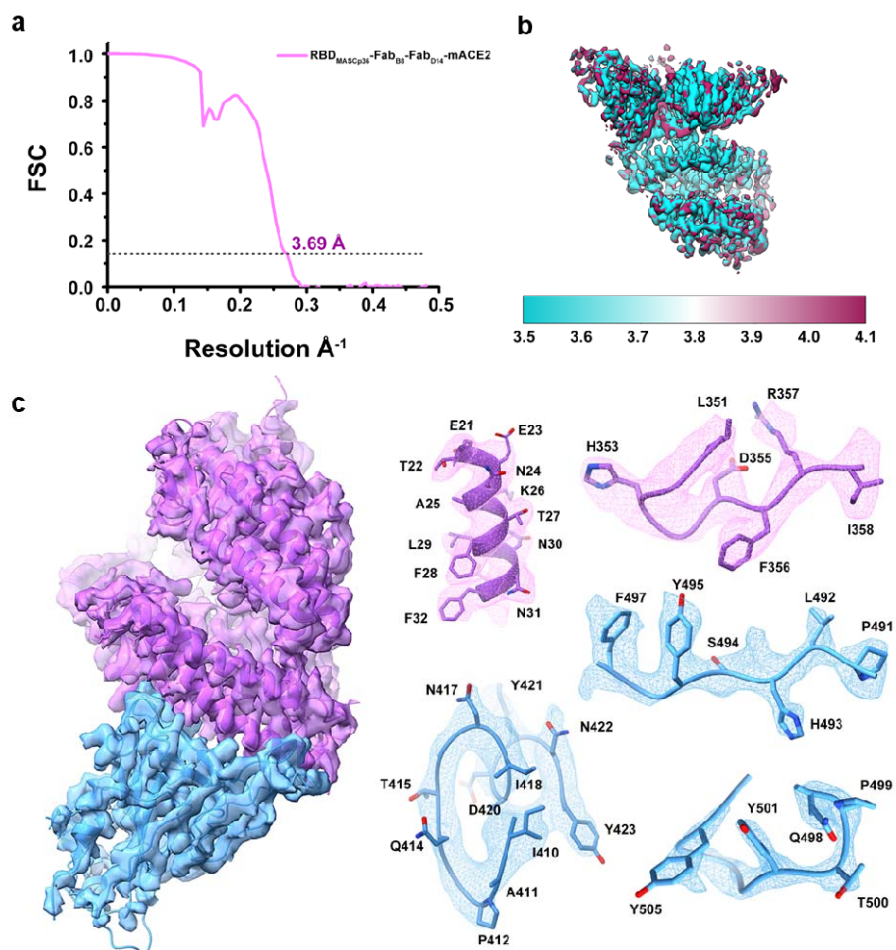 a
RBD_MASCp36-Fab_B8-Fab_D14-mACE2
1.0
0.8
0.6
0.4
0.2
0.0
FSC
3.69 Å
0.0 0.1 0.2 0.3 0.4 0.5
Resolution Å⁻¹
b
3.5 3.6 3.7 3.8 3.9 4.0 4.1
c
E21
E23
T22
N24
K26
A25
T27
L29
N30
F28
F32
N31
L351
R357
H353
D355
I358
F356
Y495
F497
L492
P491
S494
H493
N417
Y421
N422
T415
I418
D420
Q414
I410
Y423
A411
P412
P499
Y501
Q498
Y505
T500